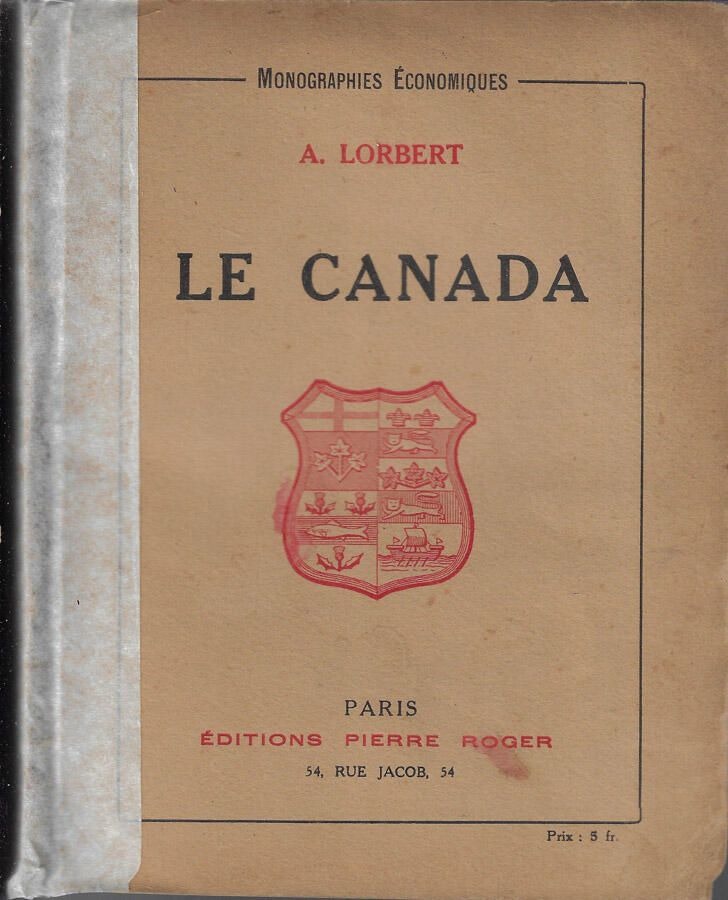 Monographies Économiques
A. LORBERT
LE CANADA
PARIS
ÉDITIONS PIERRE ROGER
54, RUE JACOB, 54
Prix : 5 fr.